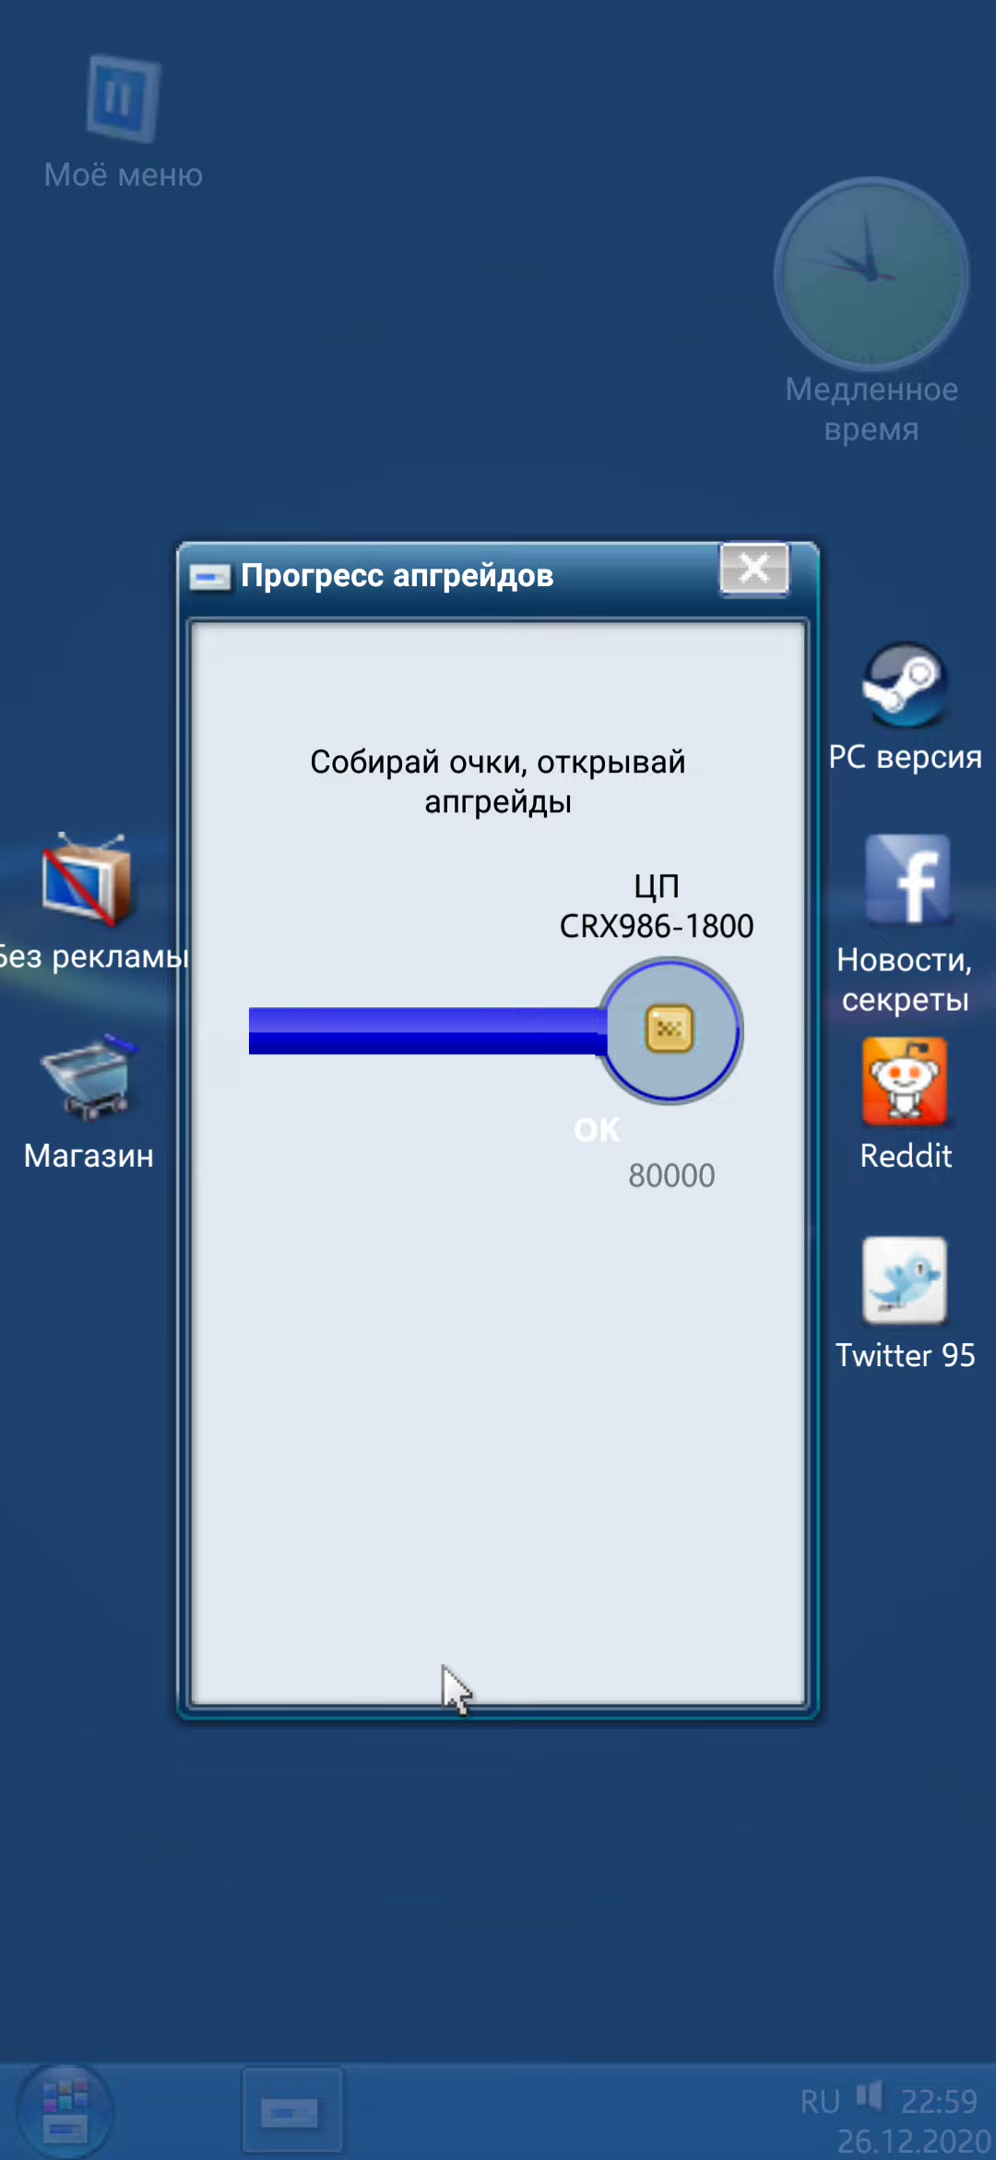 Моё меню
Медленное
время
Прогресс апгрейдов
Собирай очки, открывай
апгрейды
ЦП
CRX986-1800
OK
80000
Без рекламы
Магазин
PC версия
Новости,
секреты
Reddit
Twitter 95
RU 22:59
26.12.2020